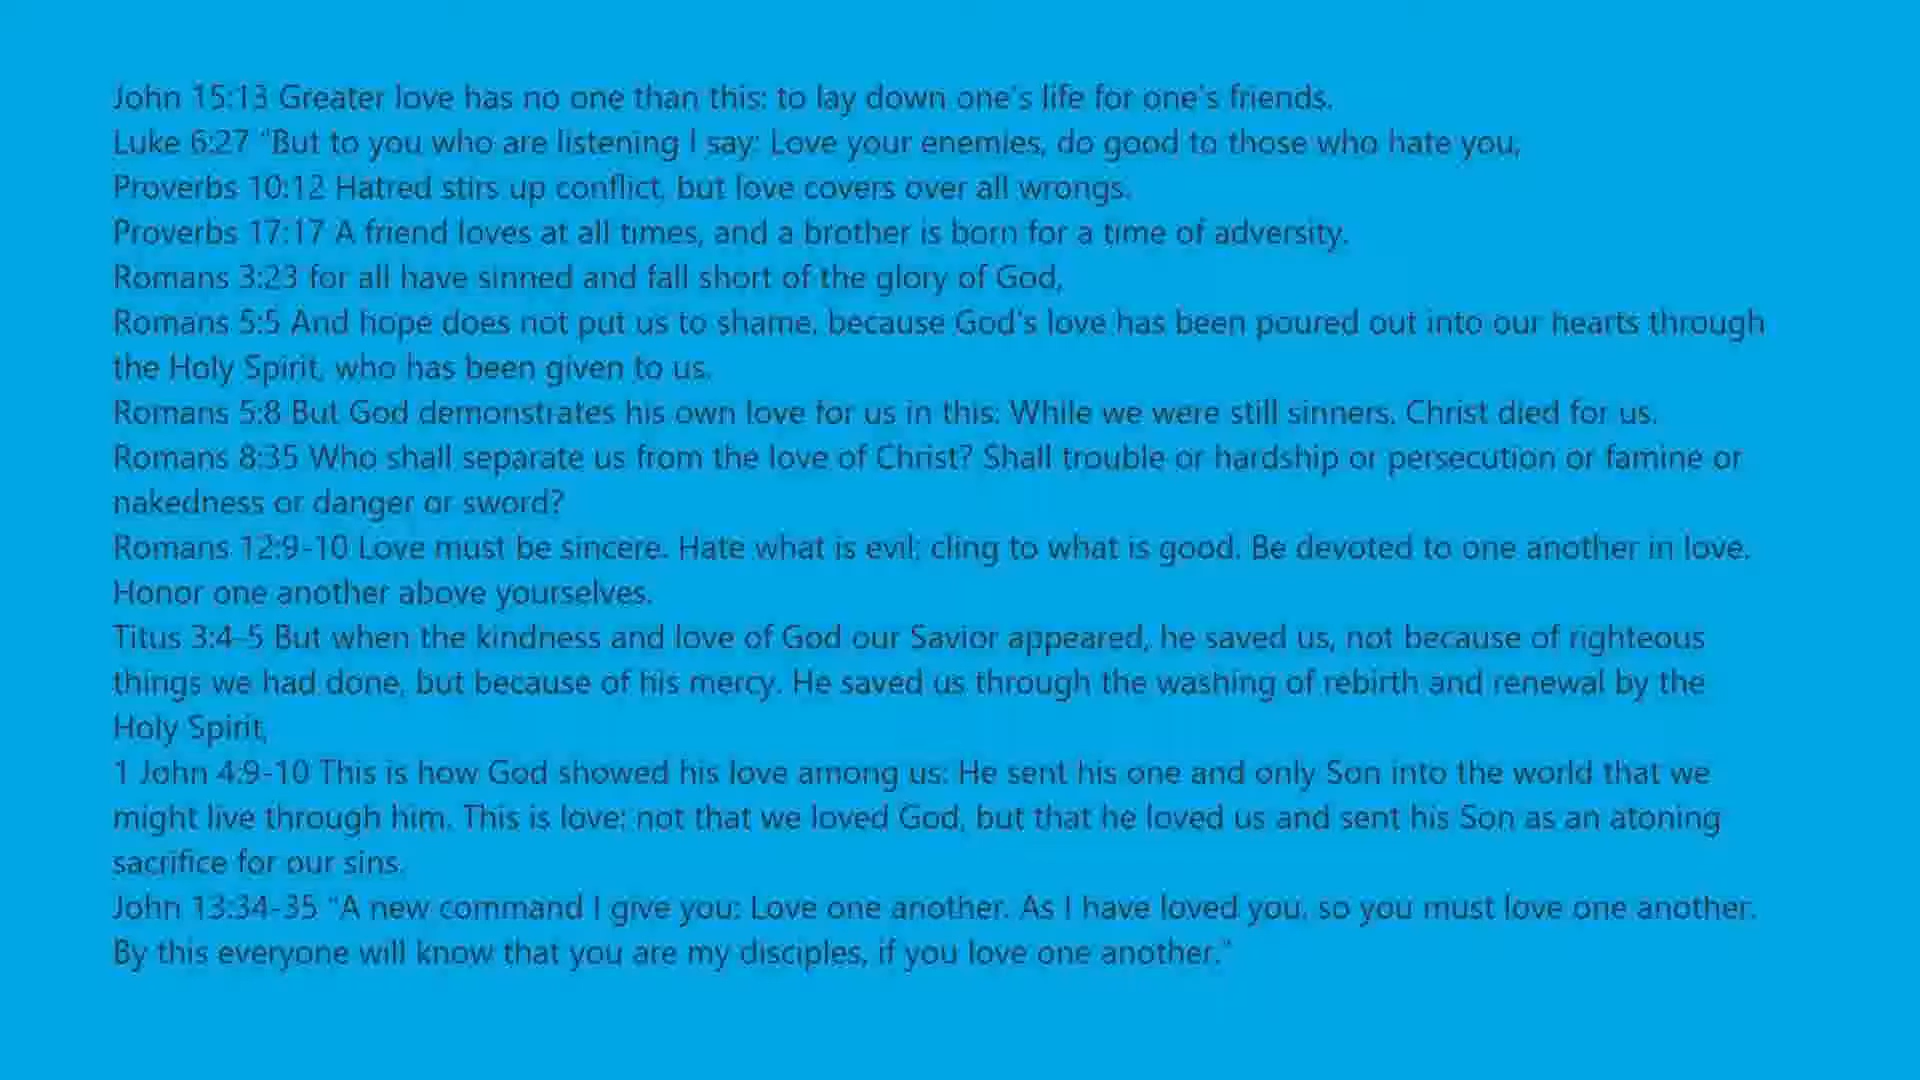 John 15:13 Greater love has no one than this: to lay down one's life for one's friends.
Luke 6:27 "But to you who are listening I say: Love your enemies, do good to those who hate you,
Proverbs 10:12 Hatred stirs up conflict, but love covers over all wrongs.
Proverbs 17:17 A friend loves at all times, and a brother is born for a time of adversity.
Romans 3:23 for all have sinned and fall short of the glory of God,
Romans 5:5 And hope does not put us to shame, because God's love has been poured out into our hearts through
the Holy Spirit, who has been given to us.
Romans 5:8 But God demonstrates his own love for us in this: While we were still sinners, Christ died for us.
Romans 8:35 Who shall separate us from the love of Christ? Shall trouble or hardship or persecution or famine or
nakedness or danger or sword?
Romans 12:9-10 Love must be sincere. Hate what is evil; cling to what is good. Be devoted to one another in love.
Honor one another above yourselves.
Titus 3:4-5 But when the kindness and love of God our Savior appeared, he saved us, not because of righteous
things we had done, but because of his mercy. He saved us through the washing of rebirth and renewal by the
Holy Spirit,
1 John 4:9-10 This is how God showed his love among us: He sent his one and only Son into the world that we
might live through him. This is love: not that we loved God, but that he loved us and sent his Son as an atoning
sacrifice for our sins.
John 13:34-35 "A new command I give you: Love one another. As I have loved you, so you must love one another.
By this everyone will know that you are my disciples, if you love one another."